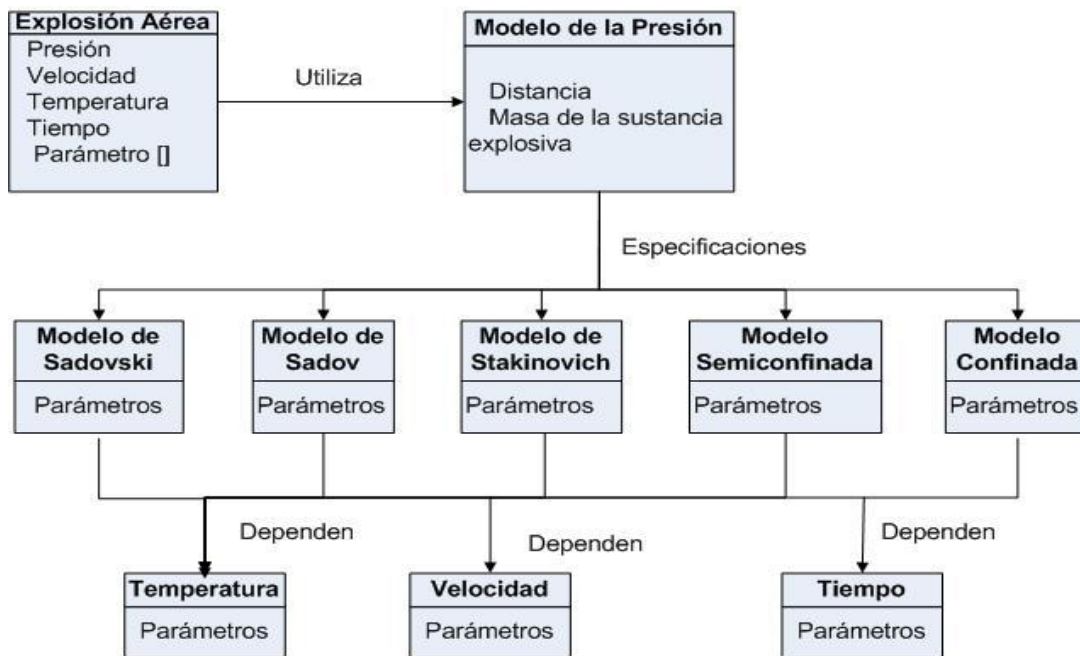 Explosión Aérea
Presión
Velocidad
Temperatura
Tiempo
Parámetro []
Utiliza
Modelo de la Presión
Distancia
Masa de la sustancia
explosiva
Especificaciones
Modelo de
Sadovski
Parámetros
Modelo de
Sadov
Parámetros
Modelo de
Stakinovich
Parámetros
Modelo
Semiconfinada
Parámetros
Modelo
Confinada
Parámetros
Dependen
Dependen
Dependen
Temperatura
Parámetros
Velocidad
Parámetros
Tiempo
Parámetros